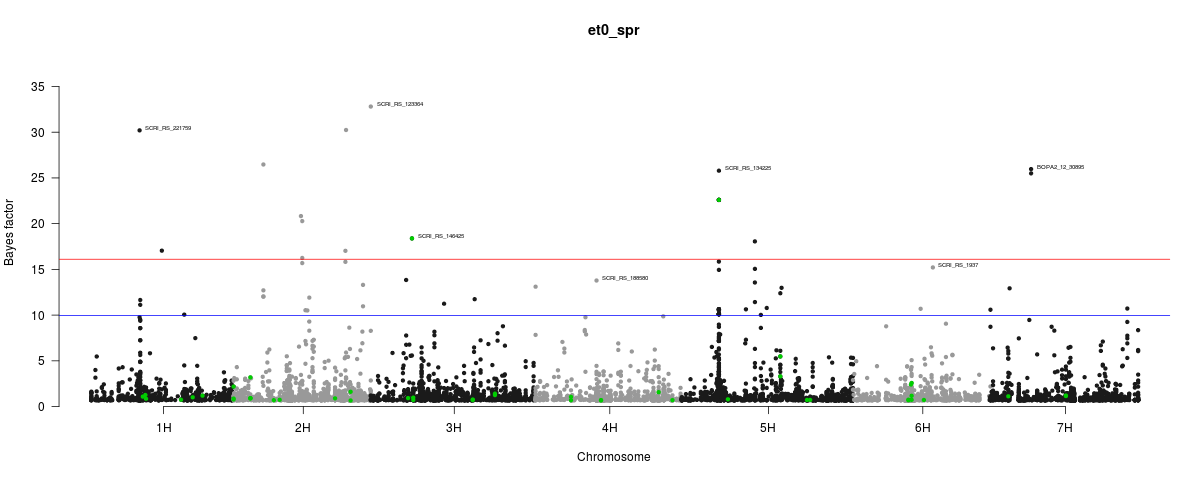 et0_spr
Bayes factor
35
30
25
20
15
10
5
0
SCRI_RS_123364
SCRI_RS_221759
BOPA2_12_30895
SCRI_RS_134225
SCRI_RS_146425
SCRI_RS_1937
SCRI_RS_188580
1H 2H 3H 4H 5H 6H 7H
Chromosome